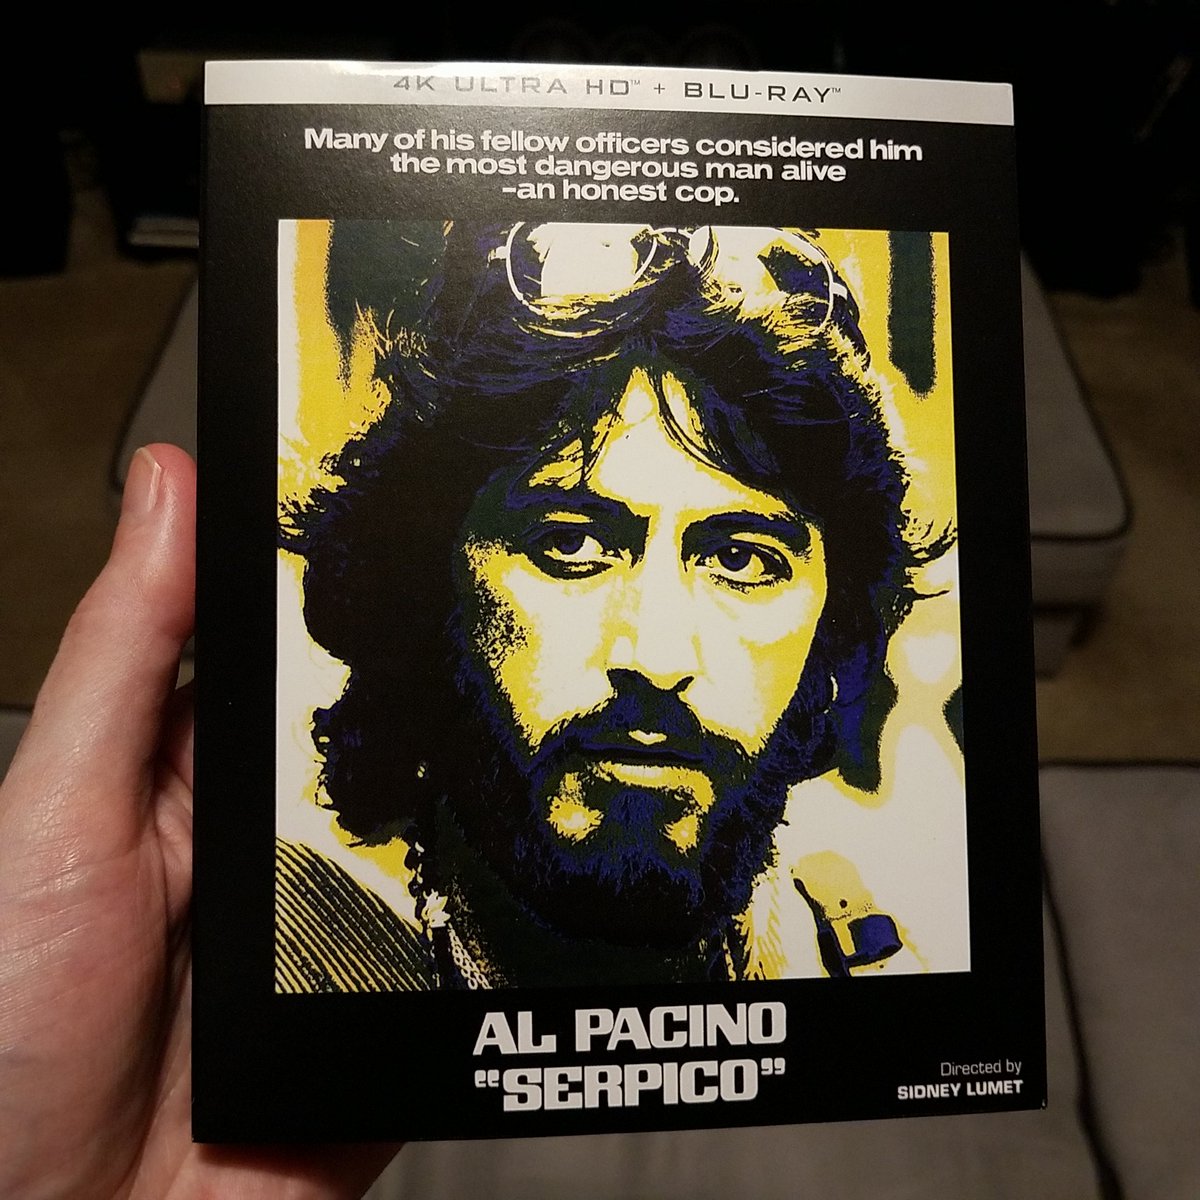 4K ULTRA HD™ + BLU-RAY™
Many of his fellow officers considered him
the most dangerous man alive
-an honest cop.
AL PACINO
"SERPICO"
Directed by
SIDNEY LUMET